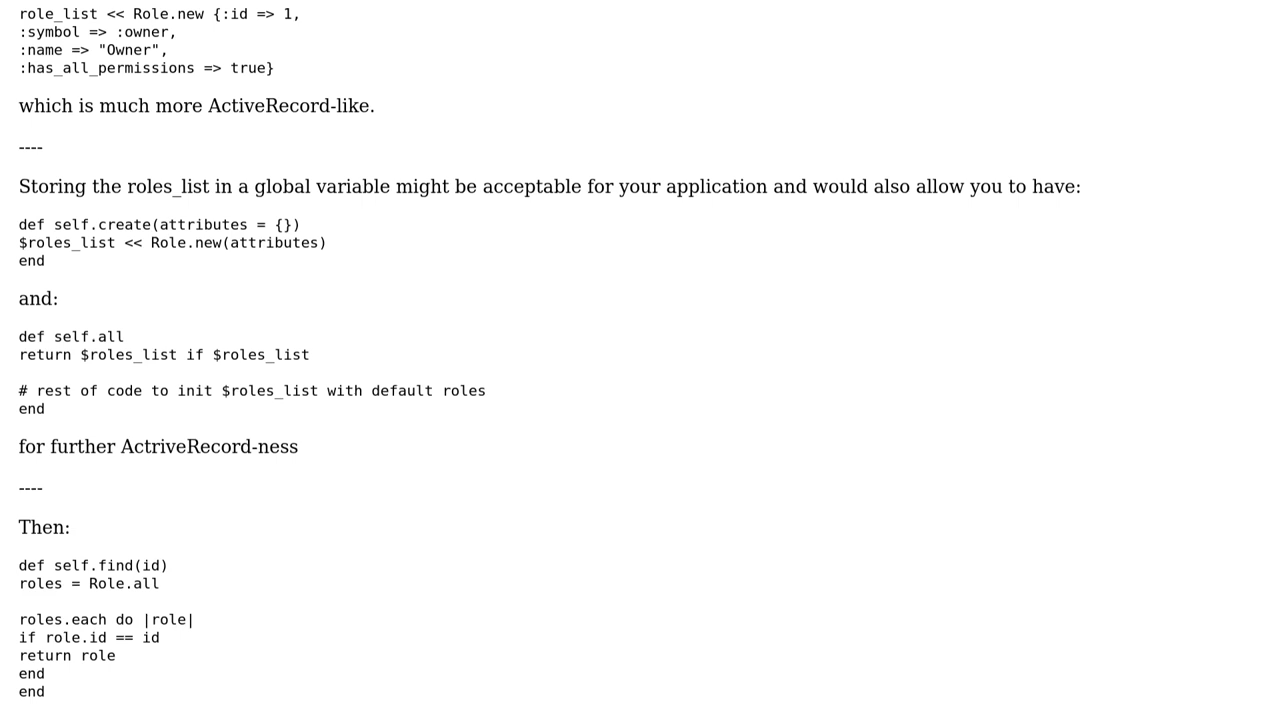 role_list << Role.new {:id => 1,
:symbol => :owner,
:name => "Owner",
:has_all_permissions => true}
which is much more ActiveRecord-like.
----
Storing the roles_list in a global variable might be acceptable for your application and would also allow you to have:
def self.create(attributes = {})
$roles_list << Role.new(attributes)
end
and:
def self.all
return $roles_list if $roles_list
# rest of code to init $roles_list with default roles
end
for further ActriveRecord-ness
----
Then:
def self.find(id)
roles = Role.all
roles.each do |role|
if role.id == id
return role
end
end